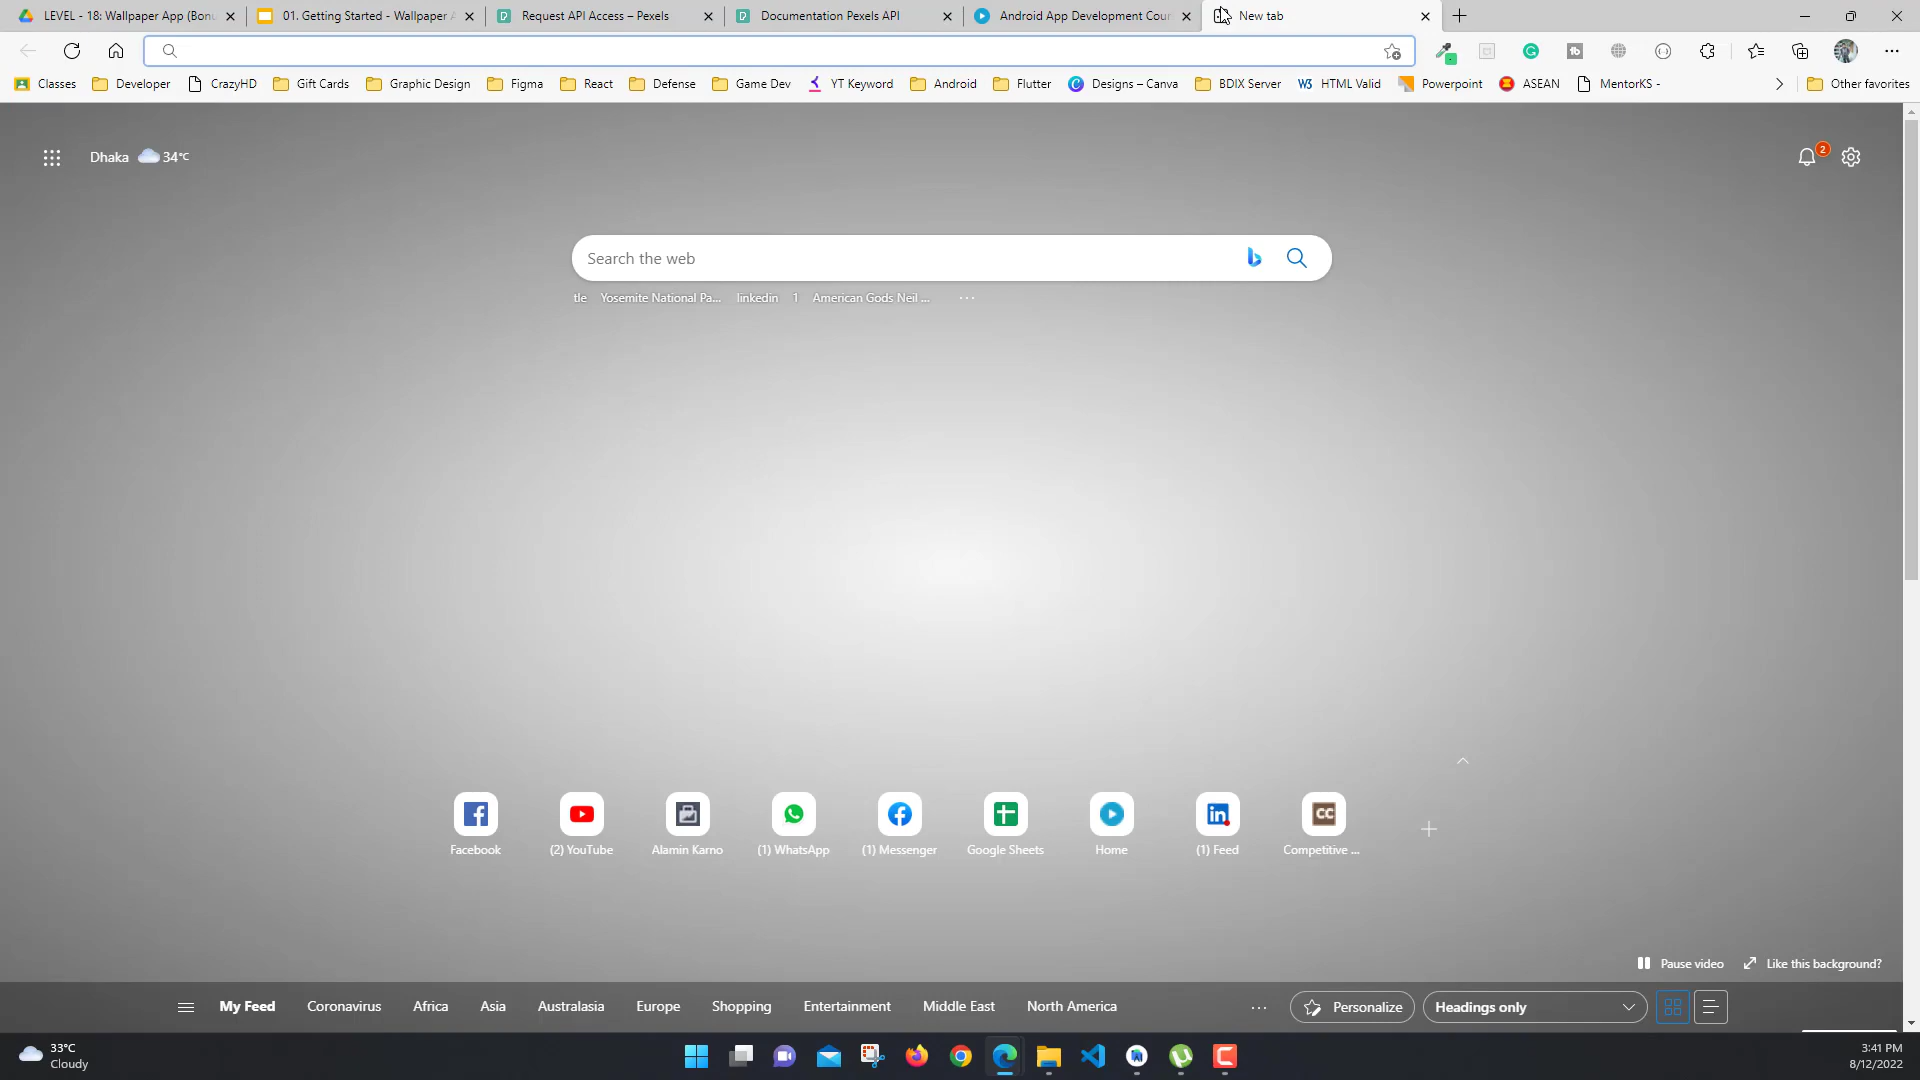 LEVEL - 18: Wallpaper App (Bonu
01. Getting Started - Wallpaper A
Request API Access – Pexels
Documentation Pexels API
Android App Development Cour
New tab
Classes
Developer
CrazyHD
Gift Cards
Graphic Design
Figma
React
Defense
Game Dev
YT Keyword
Android
Flutter
Designs – Canva
BDIX Server
W3 HTML Valid
Powerpoint
ASEAN
MentorKS -
Other favorites
Dhaka 34°C
2
Search the web
tle Yosemite National Pa... linkedin 1 American Gods Neil ... ...
Facebook
(2) YouTube
Alamin Karno
(1) WhatsApp
(1) Messenger
Google Sheets
Home
(1) Feed
CC
Competitive ...
Pause video
Like this background?
My Feed Coronavirus Africa Asia Australasia Europe Shopping Entertainment Middle East North America ...
Personalize
Headings only
33°C
Cloudy
3:41 PM
8/12/2022